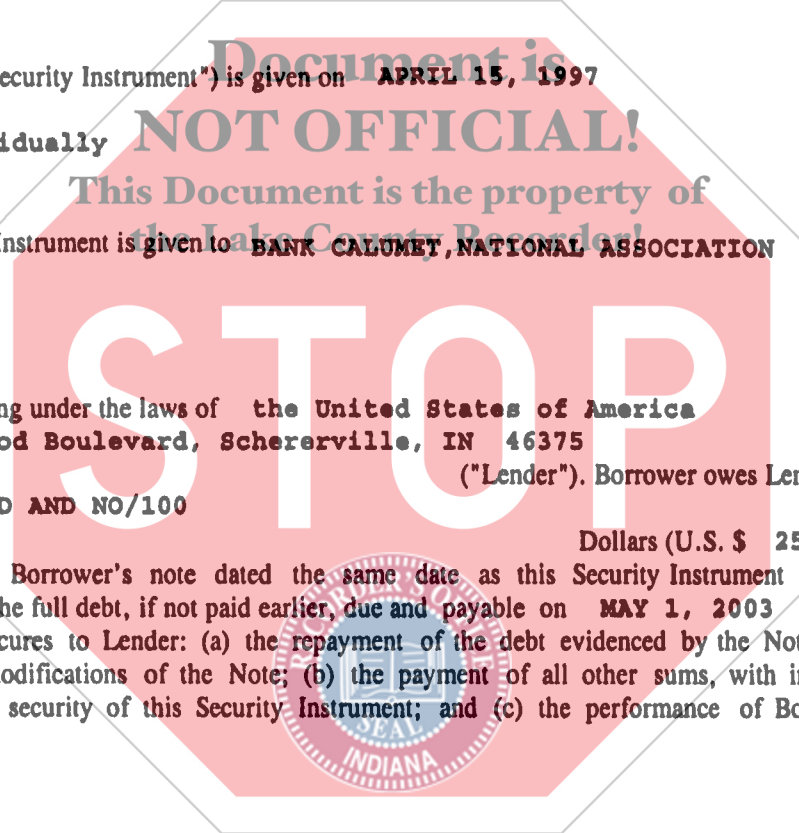 Document is
ecurity Instrument") is given on APRIL 15, 1997
NOT OFFICIAL!
idually
This Document is the property of
the Lake County Recorder!
Instrument is given to BANK CALUMET, NATIONAL ASSOCIATION
STOP
ng under the laws of the United States of America
od Boulevard, Schererville, IN 46375
("Lender"). Borrower owes Len
D AND NO/100
Dollars (U.S. $ 25
Borrower's note dated the same date as this Security Instrument
he full debt, if not paid earlier, due and payable on MAY 1, 2003
cures to Lender: (a) the repayment of the debt evidenced by the Not
odifications of the Note; (b) the payment of all other sums, with in
security of this Security Instrument; and (c) the performance of Bo
RECORDER'S OFFICE
SEAL
INDIANA